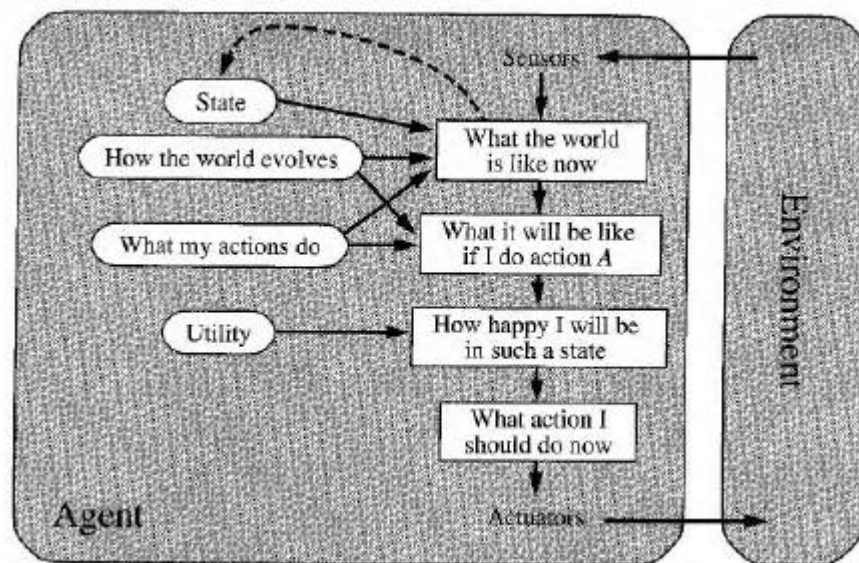 Sensors
State
What the world
is like now
How the world evolves
What it will be like
if I do action A
What my actions do
How happy I will be
in such a state
Utility
What action I
should do now
Agent
Actuators
Environment